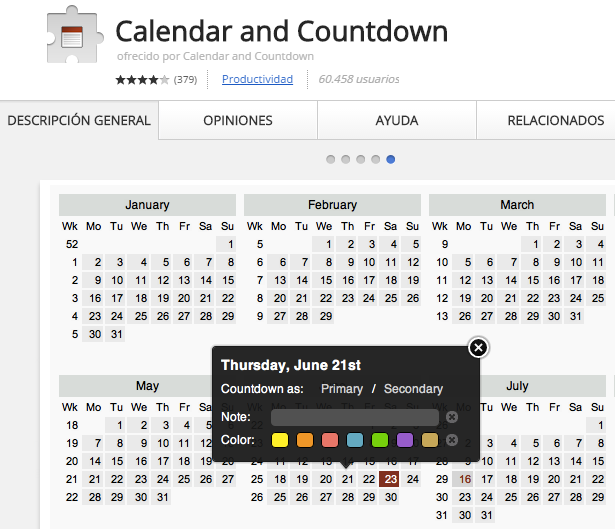 Calendar and Countdown
ofrecido por Calendar and Countdown
(379)
Productividad
60.458 usuarios
DESCRIPCIÓN GENERAL
OPINIONES
AYUDA
RELACIONADOS
January
Wk Mo Tu We Th Fr Sa Su
52 1
1 2 3 4 5 6 7 8
2 9 10 11 12 13 14 15
3 16 17 18 19 20 21 22
4 23 24 25 26 27 28 29
5 30 31
February
Wk Mo Tu We Th Fr Sa Su
5 1 2 3 4 5
6 6 7 8 9 10 11 12
7 13 14 15 16 17 18 19
8 20 21 22 23 24 25 26
9 27 28 29
March
Wk Mo Tu We Th Fr Sa Su
9 1 2 3 4
10 5 6 7 8 9 10 11
11 12 13 14 15 16 17 18
12 19 20 21 22 23 24 25
13 26 27 28 29 30 31
May
Wk Mo Tu We Th Fr Sa
18 1 2 3 4 5
19 7 8 9 10 11 12
20 14 15 16 17 18 19 20
21 21 22 23 24 25 26 27
22 28 29 30 31
Thursday, June 21st
Countdown as: Primary / Secondary
Note:
Color:
25 18 19 20 21 22 23 24
26 25 26 27 28 29 30
July
Tu We Th Fr Sa Su
1
3 4 5 6 7 8
10 11 12 13 14 15
29 16 17 18 19 20 21 22
30 23 24 25 26 27 28 29
31 30 31